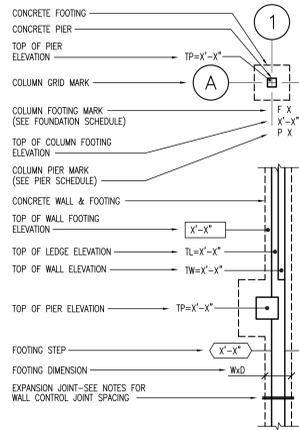 CONCRETE FOOTING
CONCRETE PIER
1
TOP OF PIER
ELEVATION
TP=X'-X"
COLUMN GRID MARK
A
COLUMN FOOTING MARK
(SEE FOUNDATION SCHEDULE)
F X
X'-X"
P X
TOP OF COLUMN FOOTING
ELEVATION
COLUMN PIER MARK
(SEE PIER SCHEDULE)
CONCRETE WALL & FOOTING
TOP OF WALL FOOTING
ELEVATION
X'-X"
TOP OF LEDGE ELEVATION
TL=X'-X"
TOP OF WALL ELEVATION
TW=X'-X"
TOP OF PIER ELEVATION
TP=X'-X"
FOOTING STEP
X'-X"
FOOTING DIMENSION
WxD
EXPANSION JOINT-SEE NOTES FOR
WALL CONTROL JOINT SPACING